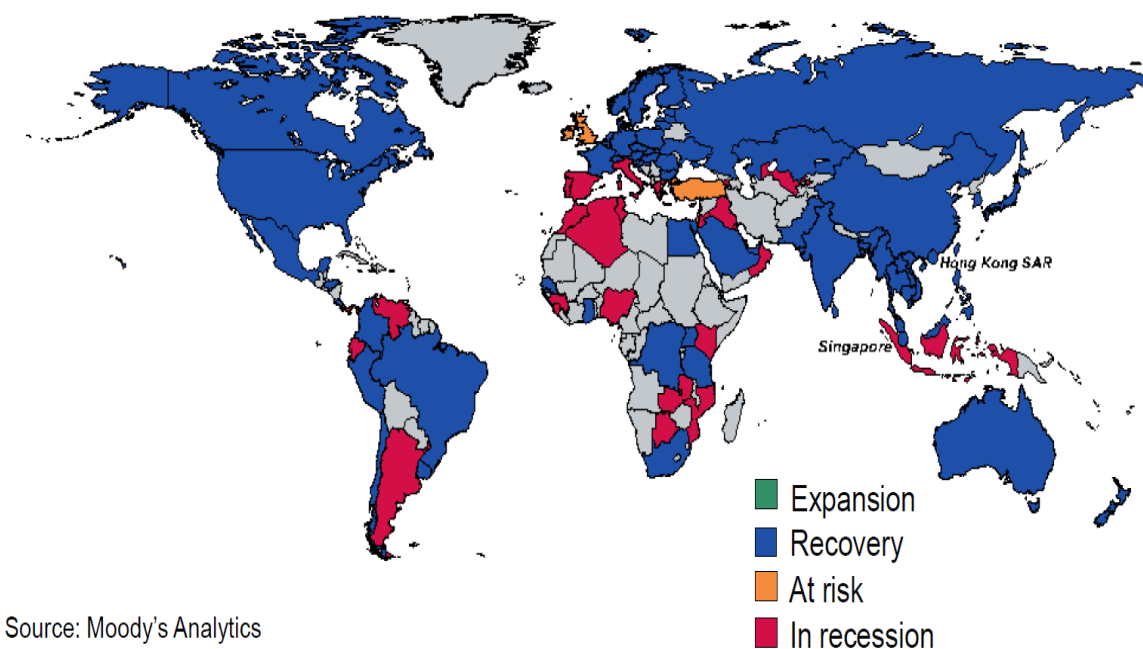 Hong Kong SAR
Singapore
Expansion
Recovery
At risk
In recession
Source: Moody's Analytics